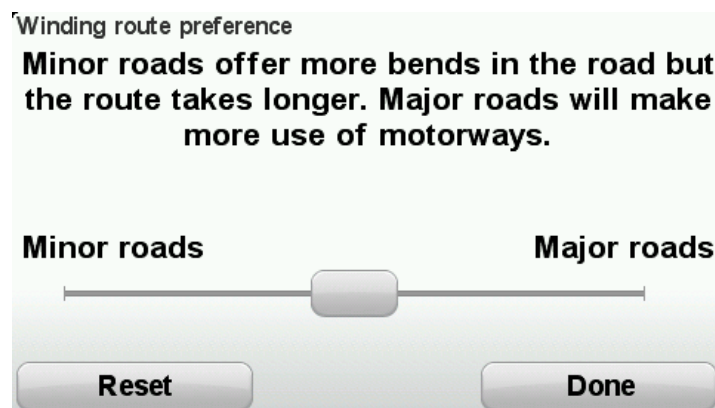 Winding route preference
Minor roads offer more bends in the road but
the route takes longer. Major roads will make
more use of motorways.
Minor roads
Major roads
Reset
Done